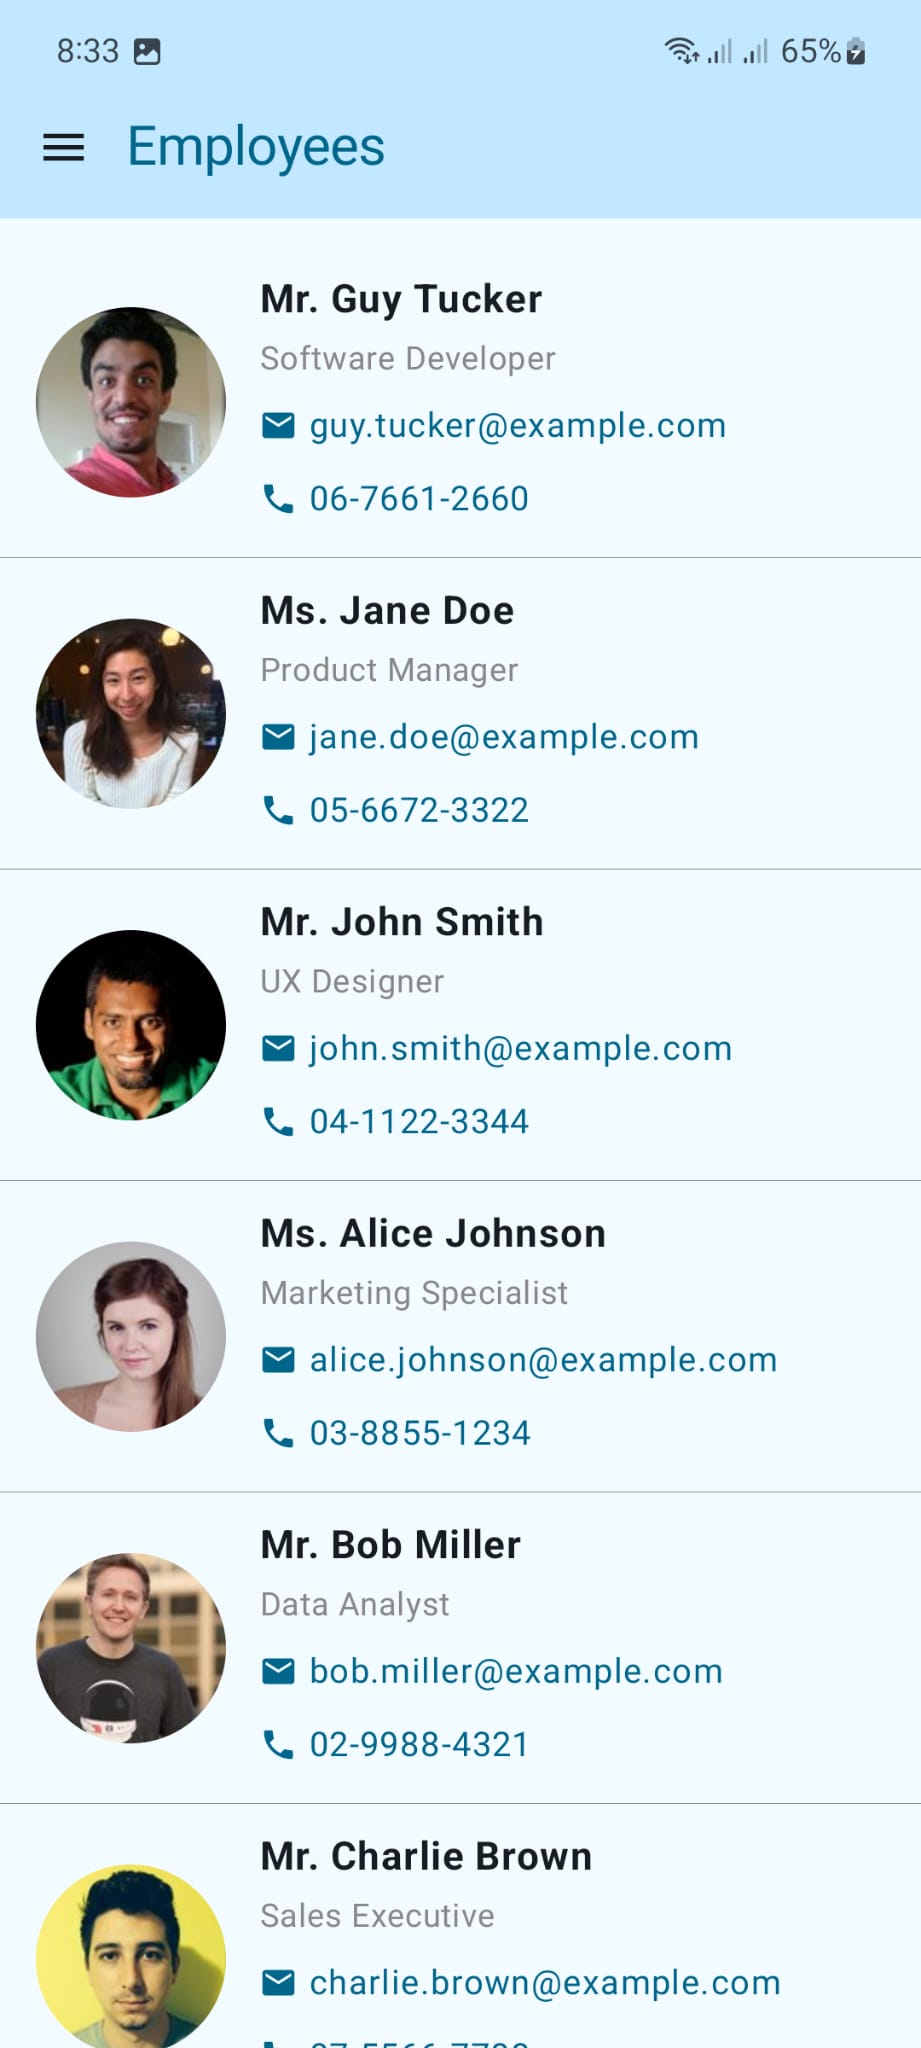 8:33
65%
Employees
Mr. Guy Tucker
Software Developer
guy.tucker@example.com
06-7661-2660
Ms. Jane Doe
Product Manager
jane.doe@example.com
05-6672-3322
Mr. John Smith
UX Designer
john.smith@example.com
04-1122-3344
Ms. Alice Johnson
Marketing Specialist
alice.johnson@example.com
03-8855-1234
Mr. Bob Miller
Data Analyst
bob.miller@example.com
02-9988-4321
Mr. Charlie Brown
Sales Executive
charlie.brown@example.com